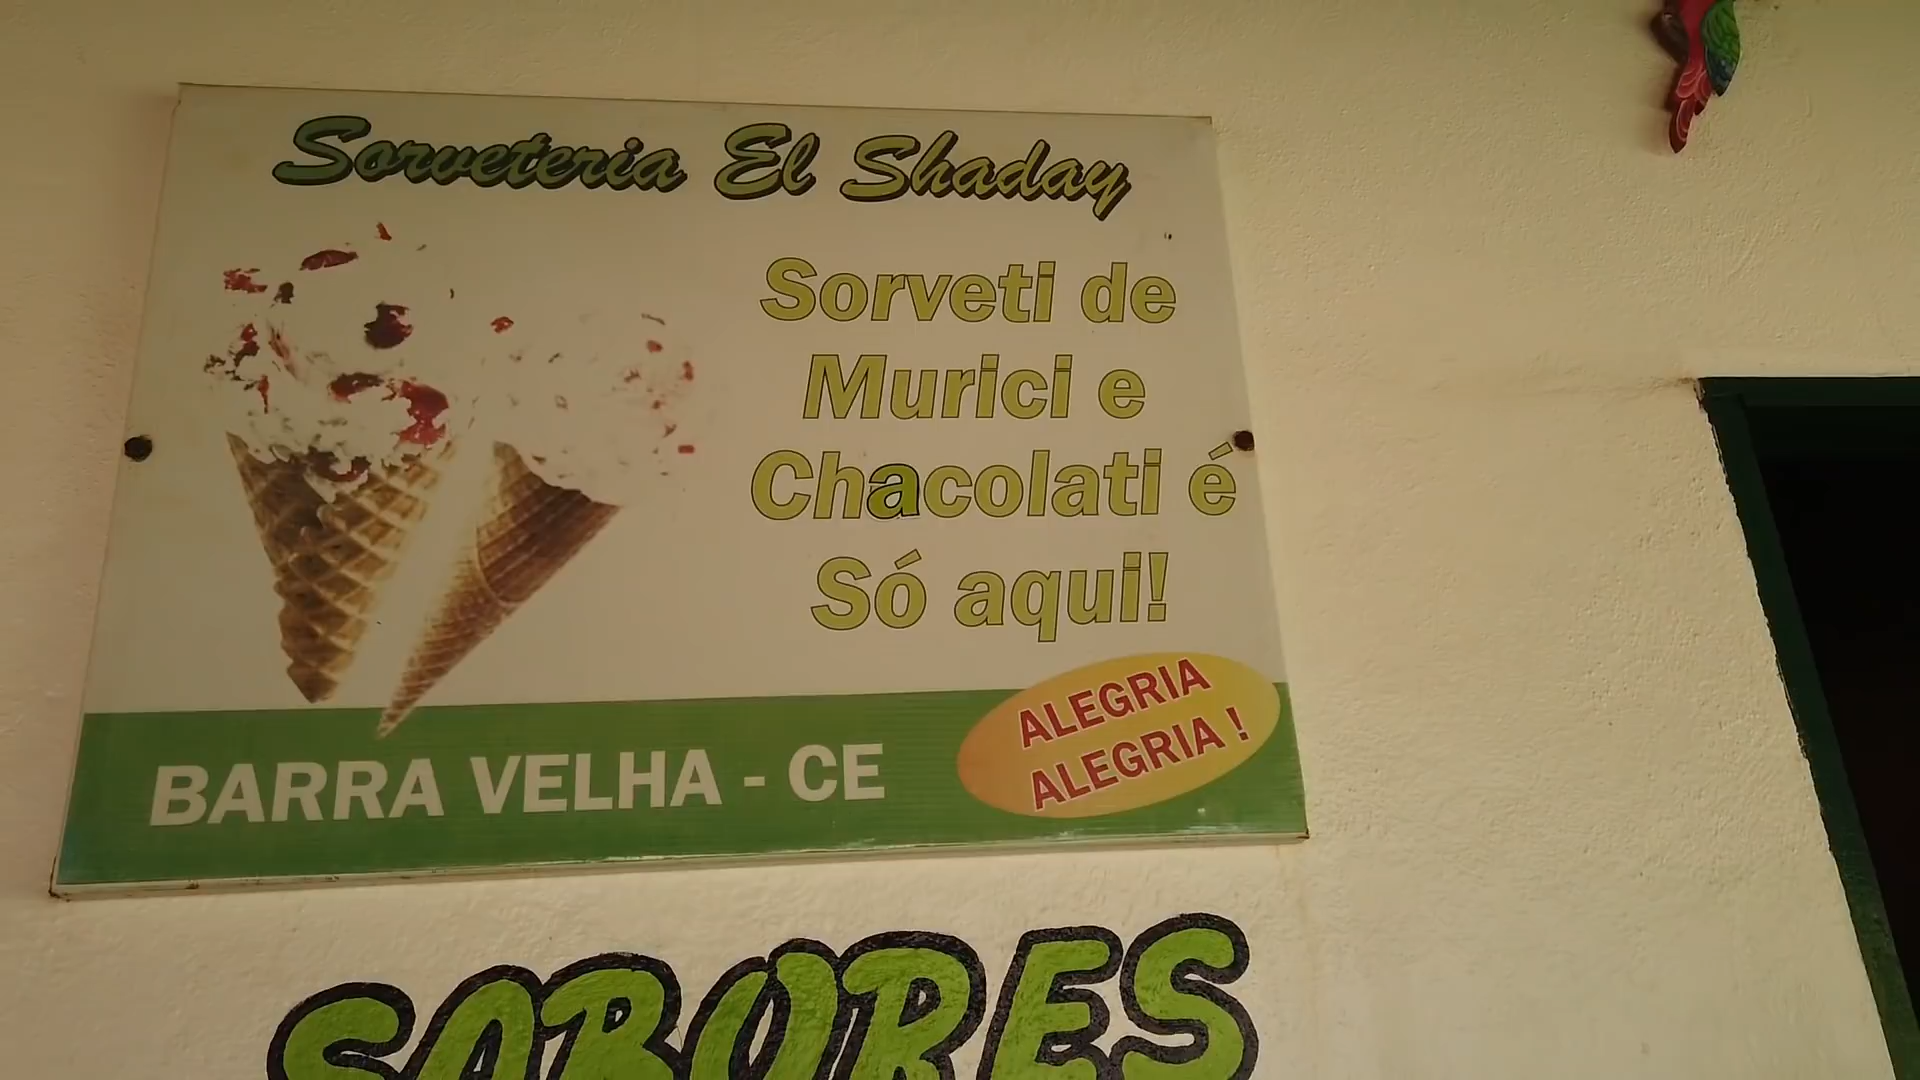 Sorveteria El Shaday
Sorveti de
Murici e
Chacolati é
Só aqui!
ALEGRIA
ALEGRIA !
BARRA VELHA - CE
SABORES